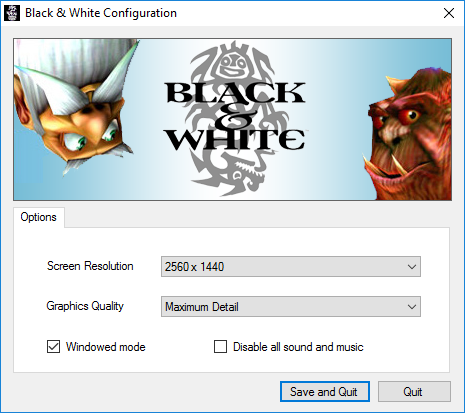 Black & White Configuration
BLACK
&
WHITE
Options
Screen Resolution
2560 x 1440
Graphics Quality
Maximum Detail
Windowed mode
Disable all sound and music
Save and Quit
Quit